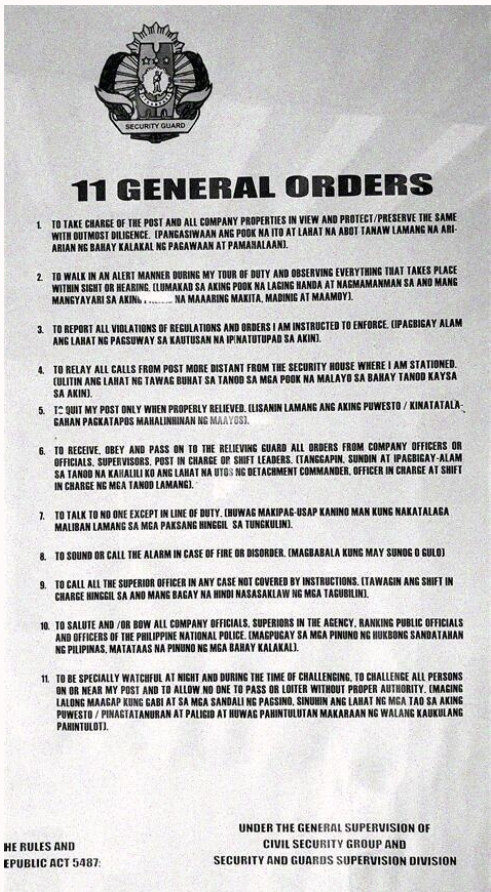 SECURITY GUARD
11 GENERAL ORDERS
1. TO TAKE CHARGE OF THE POST AND ALL COMPANY PROPERTIES IN VIEW AND PROTECT/PRESERVE THE SAME
WITH OUTMOST DILIGENCE. (PANGASIWAAN ANG POOK NA ITO AT LAHAT NA ABOT TANAW LAMANG NA ARI-
ARIAN NG BAHAY KALAKAL NG PAGAWAAN AT PAMAHALAAN).
2. TO WALK IN AN ALERT MANNER DURING MY TOUR OF DUTY AND OBSERVING EVERYTHING THAT TAKES PLACE
WITHIN SIGHT OR HEARING. (LUMAKAD SA AKING POOK NA LAGING HANDA AT NAGMAMANMAN SA ANO MANG
MANGYAYARI SA AKING NA MAAARING MAKITA, MADINIG AT MAAMOY).
3. TO REPORT ALL VIOLATIONS OF REGULATIONS AND ORDERS I AM INSTRUCTED TO ENFORCE. (IPAGBIGAY ALAM
ANG LAHAT NG PAGSUWAY SA KAUTUSAN NA IPINATUTUPAD SA AKIN).
4. TO RELAY ALL CALLS FROM POST MORE DISTANT FROM THE SECURITY HOUSE WHERE I AM STATIONED.
(ULITIN ANG LAHAT NG TAWAG BUHAT SA TANOD SA MGA POOK NA MALAYO SA BAHAY TANOD KAYSA
SA AKIN).
5. TO QUIT MY POST ONLY WHEN PROPERLY RELIEVED. (LISANIN LAMANG ANG AKING PUWESTO / KINATATALA-
GAHAN PAGKATAPOS MAHALINHINAN NG MAAYOS).
6. TO RECEIVE, OBEY AND PASS ON TO THE RELIEVING GUARD ALL ORDERS FROM COMPANY OFFICERS OR
OFFICIALS, SUPERVISORS, POST IN CHARGE OR SHIFT LEADERS. (TANGGAPIN, SUNDIN AT IPAGBIGAY-ALAM
SA TANOD NA KAHALILI KO ANG LAHAT NA UTOS NG DETACHMENT COMMANDER, OFFICER IN CHARGE AT SHIFT
IN CHARGE NG MGA TANOD LAMANG).
7. TO TALK TO NO ONE EXCEPT IN LINE OF DUTY. (HUWAG MAKIPAG-USAP KANINO MAN KUNG NAKATALAGA
MALIBAN LAMANG SA MGA PAKSANG HINGGIL SA TUNGKULIN).
8. TO SOUND OR CALL THE ALARM IN CASE OF FIRE OR DISORDER. (MAGBABALA KUNG MAY SUNOG O GULO)
9. TO CALL ALL THE SUPERIOR OFFICER IN ANY CASE NOT COVERED BY INSTRUCTIONS. (TAWAGIN ANG SHIFT IN
CHARGE HINGGIL SA ANO MANG BAGAY NA HINDI NASASAKLAW NG MGA TAGUBILIN).
10. TO SALUTE AND /OR BOW ALL COMPANY OFFICIALS, SUPERIORS IN THE AGENCY, RANKING PUBLIC OFFICIALS
AND OFFICERS OF THE PHILIPPINE NATIONAL POLICE. (MAGPUGAY SA MGA PINUNO NG HUKBONG SANDATAHAN
NG PILIPINAS, MATATAAS NA PINUNO NG MGA BAHAY KALAKAL).
11. TO BE SPECIALLY WATCHFUL AT NIGHT AND DURING THE TIME OF CHALLENGING, TO CHALLENGE ALL PERSONS
ON OR NEAR MY POST AND TO ALLOW NO ONE TO PASS OR LOITER WITHOUT PROPER AUTHORITY. (MAGING
LALONG MAAGAP KUNG GABI AT SA MGA SANDALI NG PAGSINO, SINUHIN ANG LAHAT NG MGA TAO SA AKING
PUWESTO / PINAGTATANURAN AT PALIGID AT HUWAG PAHINTULUTAN MAKARAAN NG WALANG KAUKULANG
PAHINTULOT).
UNDER THE GENERAL SUPERVISION OF
CIVIL SECURITY GROUP AND
SECURITY AND GUARDS SUPERVISION DIVISION
HE RULES AND
EPUBLIC ACT 5487: